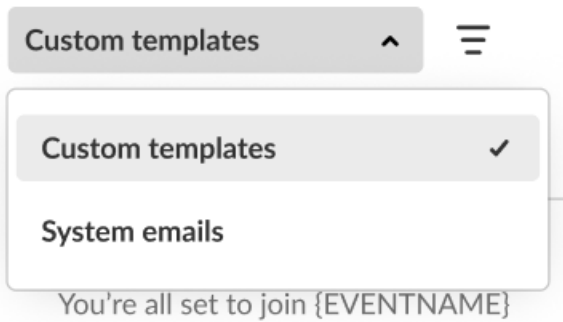 Custom templates
Custom templates
System emails
You're all set to join {EVENTNAME}